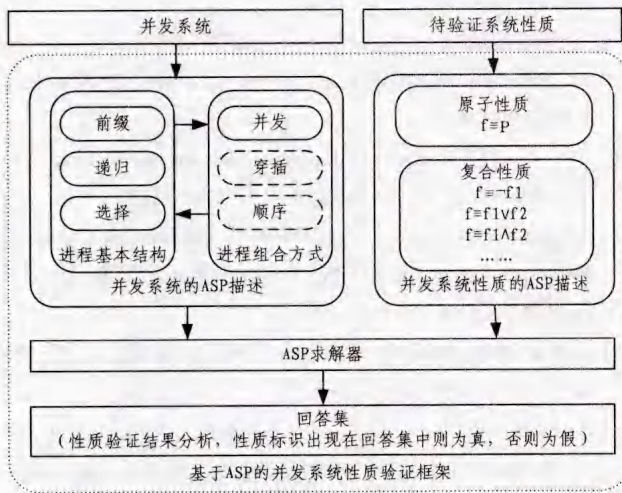 并发系统
待验证系统性质
前缀
递归
选择
进程基本结构
并发
穿插
顺序
进程组合方式
并发系统的ASP描述
原子性质
f≡P
复合性质
f≡¬f1
f≡f1∨f2
f≡f1∧f2
……
并发系统性质的ASP描述
ASP求解器
回答集
(性质验证结果分析,性质标识出现在回答集中则为真,否则为假)
基于ASP的并发系统性质验证框架